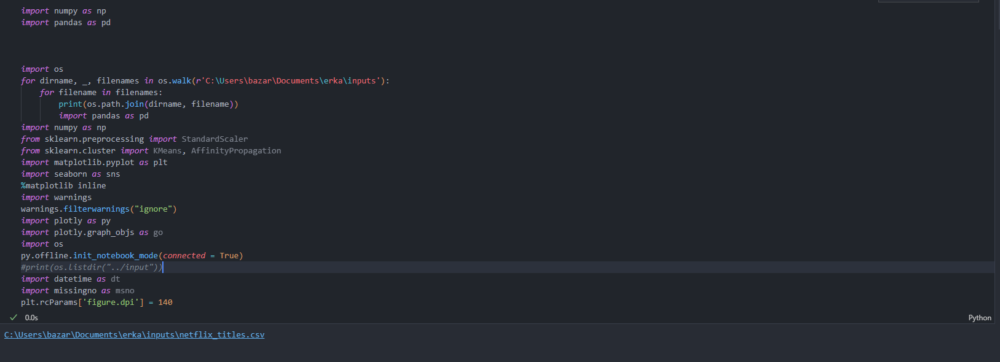 import numpy as np
import pandas as pd
import os
for dirname, _, filenames in os.walk(r'C:\Users\bazar\Documents\erka\inputs'):
    for filename in filenames:
        print(os.path.join(dirname, filename))
        import pandas as pd
import numpy as np
from sklearn.preprocessing import StandardScaler
from sklearn.cluster import KMeans, AffinityPropagation
import matplotlib.pyplot as plt
import seaborn as sns
%matplotlib inline
import warnings
warnings.filterwarnings("ignore")
import plotly as py
import plotly.graph_objs as go
import os
py.offline.init_notebook_mode(connected = True)
#print(os.listdir("../input"))
import datetime as dt
import missingno as msno
plt.rcParams['figure.dpi'] = 140
0.0s
Python
C:\Users\bazar\Documents\erka\inputs\netflix_titles.csv